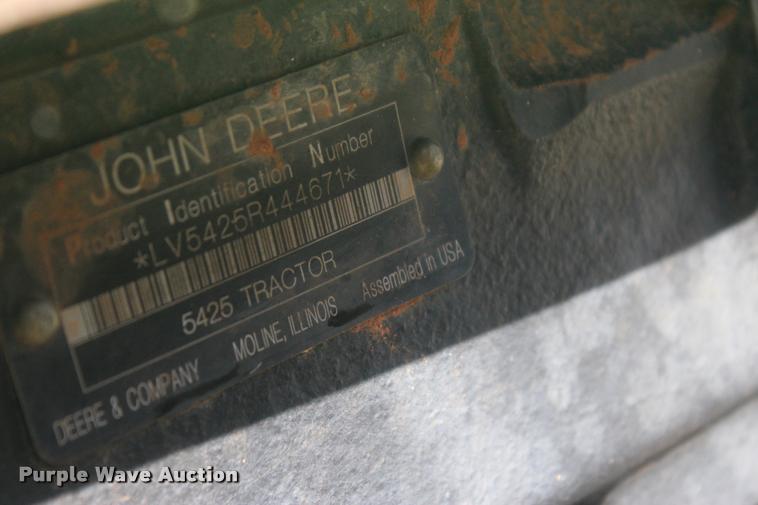 JOHN DEERE
Product Identification Number
*LV5425R444671*
5425 TRACTOR
DEERE & COMPANY MOLINE, ILLINOIS Assembled in USA
Purple Wave Auction